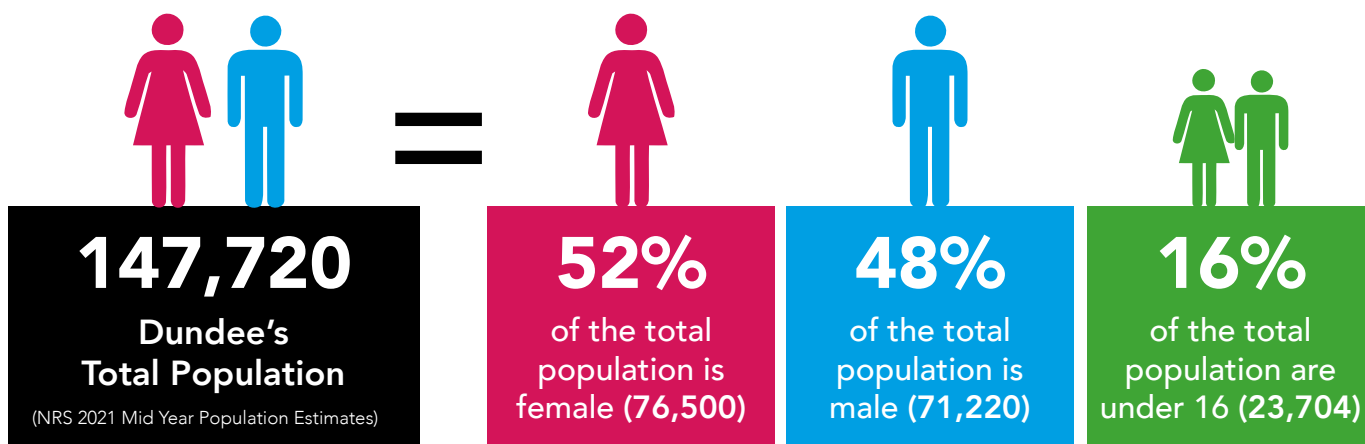 147,720
Dundee’s
Total Population
(NRS 2021 Mid Year Population Estimates)
=
52%
of the total
population is
female (76,500)
48%
of the total
population is
male (71,220)
16%
of the total
population are
under 16 (23,704)